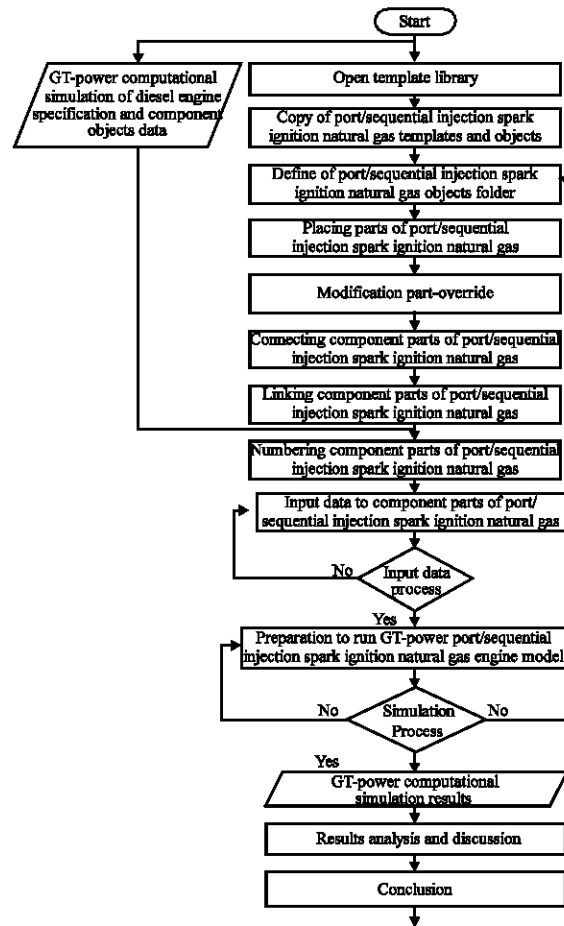 Start
GT-power computational
simulation of diesel engine
specification and component
objects data
Open template library
Copy of port/sequential injection spark
ignition natural gas templates and objects
Define of port/sequential injection spark
ignition natural gas objects folder
Placing parts of port/sequential
injection spark ignition natural gas
Modification part-override
Connecting component parts of port/sequential
injection spark ignition natural gas
Linking component parts of port/sequential
injection spark ignition natural gas
Numbering component parts of port/sequential
injection spark ignition natural gas
Input data to component parts of port/
sequential injection spark ignition natural gas
No
Input data
process
Yes
Preparation to run GT-power port/sequential
injection spark ignition natural gas engine model
No
Simulation
Process
No
Yes
GT-power computational
simulation results
Results analysis and discussion
Conclusion